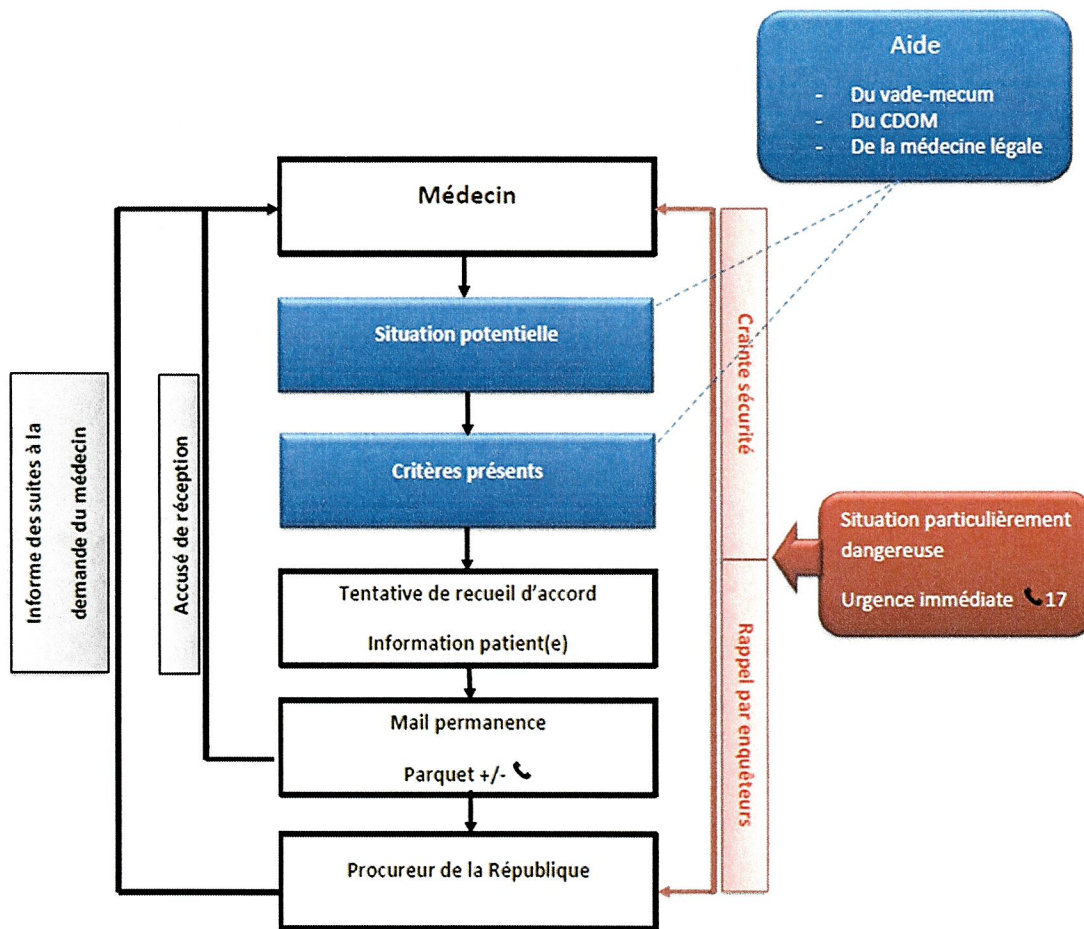 Aide
- Du vade-mecum
- Du CDOM
- De la médecine légale
Médecin
Situation potentielle
Critères présents
Tentative de recueil d'accord
Information patient(e)
Mail permanence
Parquet +/-
Procureur de la République
Informe des suites à la
demande du médecin
Accusé de réception
Crainte sécurité
Rappel par enquêteurs
Situation particulièrement
dangereuse
Urgence immédiate 17